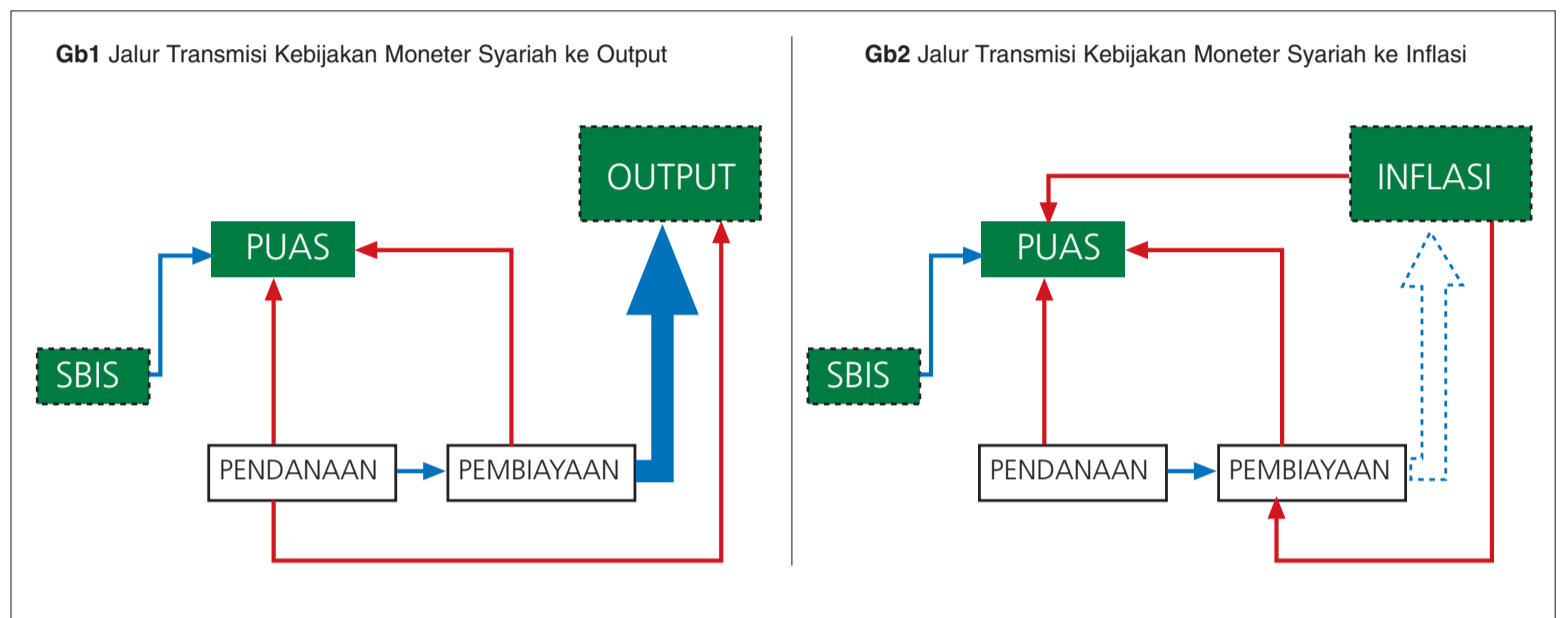 Gb1 Jalur Transmisi Kebijakan Moneter Syariah ke Output
OUTPUT
PUAS
SBIS
PENDANAAN
PEMBIAYAAN
Gb2 Jalur Transmisi Kebijakan Moneter Syariah ke Inflasi
INFLASI
PUAS
SBIS
PENDANAAN
PEMBIAYAAN